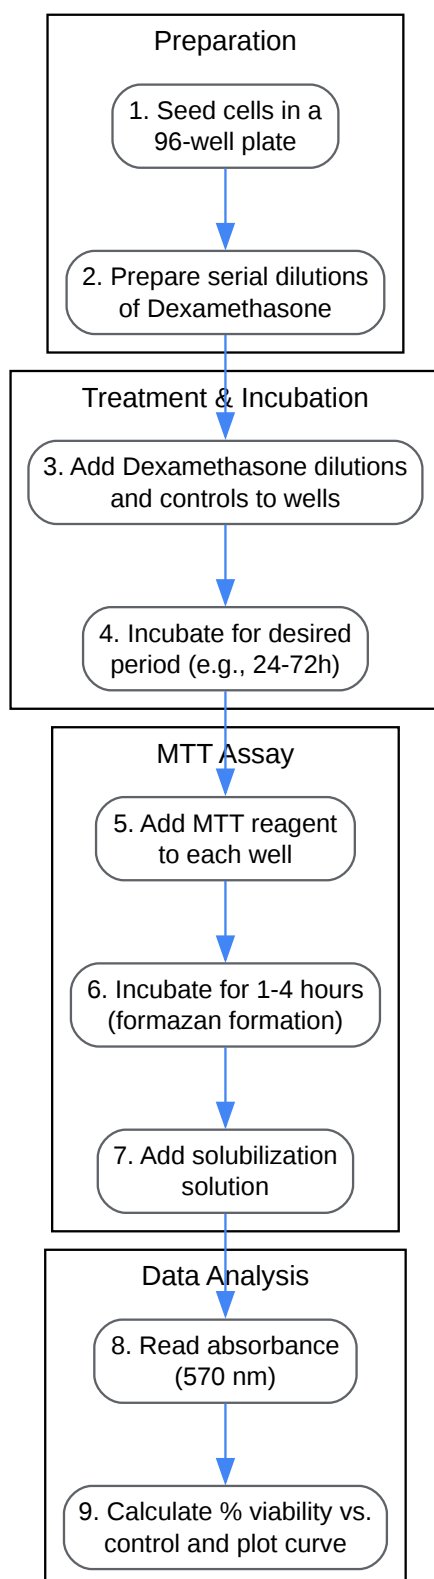 Preparation
1. Seed cells in a
96-well plate
2. Prepare serial dilutions
of Dexamethasone
Treatment & Incubation
3. Add Dexamethasone dilutions
and controls to wells
4. Incubate for desired
period (e.g., 24-72h)
MTT Assay
5. Add MTT reagent
to each well
6. Incubate for 1-4 hours
(formazan formation)
7. Add solubilization
solution
Data Analysis
8. Read absorbance
(570 nm)
9. Calculate % viability vs.
control and plot curve